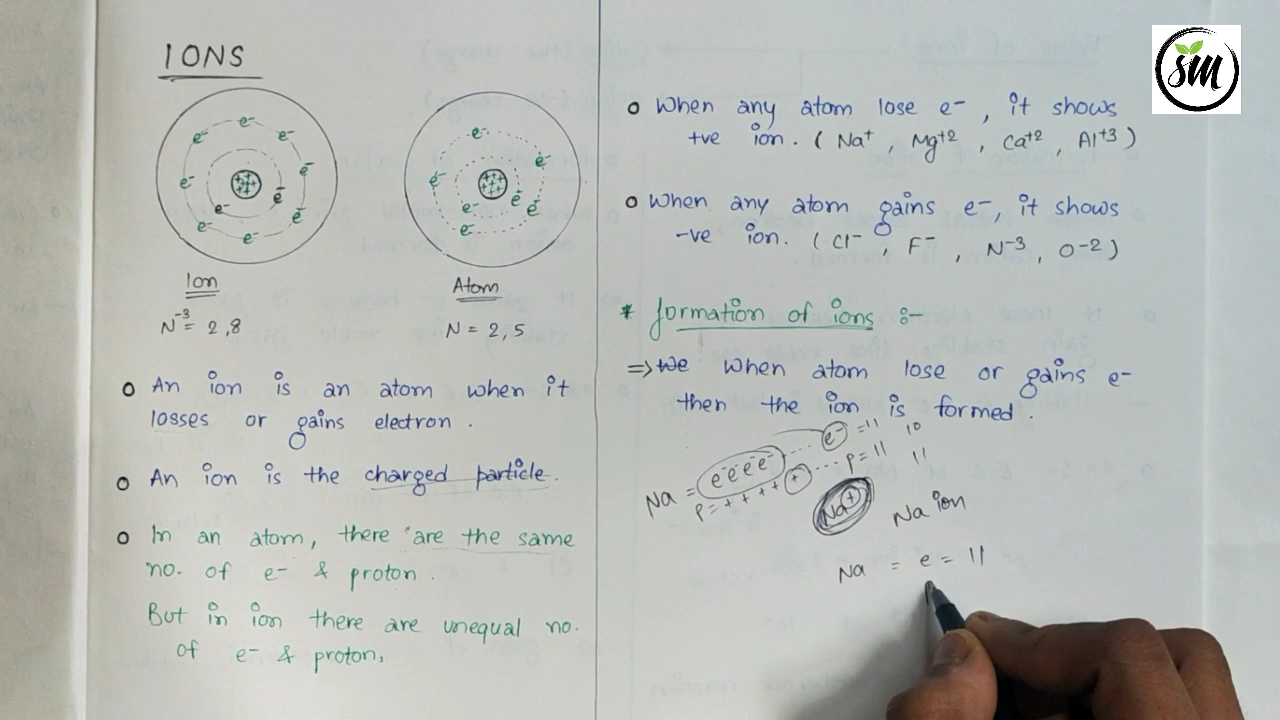 IONS
e- e- e- e- e- e- e- e- e- e-
e- e- e- e- e- e- e-
Ion
N-3 = 2,8
Atom
N = 2,5
An ion is an atom when it
losses or gains electron.
An ion is the charged particle.
In an atom, there are the same
no. of e- & proton.
But in ion there are unequal no.
of e- & proton,
sm
When any atom lose e-, it shows
+ve ion. (Na+, Mg+2, Ca+2, Al+3)
When any atom gains e-, it shows
-ve ion. (Cl-, F-, N-3, O-2)
* formation of ions :-
⇒ We When atom lose or gains e-
then the ion is formed.
Na = e- e- e- e- ..... e- = 11 10
p = + + + + + ... p = 11 11
Na+ Na ion
Na = e = 11